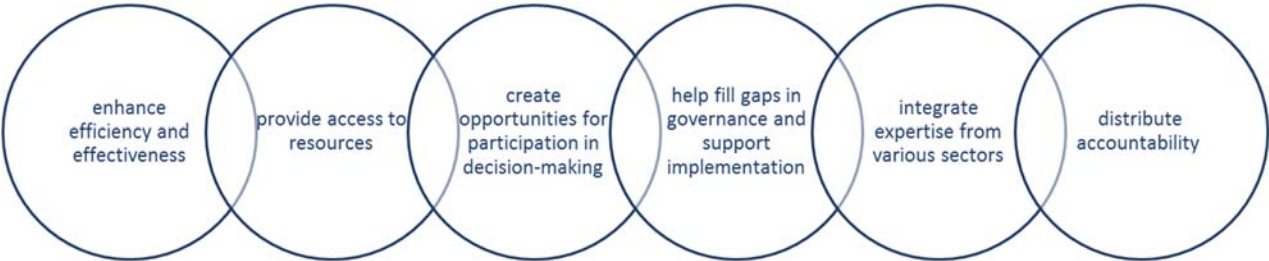 enhance
efficiency and
effectiveness
provide access to
resources
create
opportunities for
participation in
decision-making
help fill gaps in
governance and
support
implementation
integrate
expertise from
various sectors
distribute
accountability